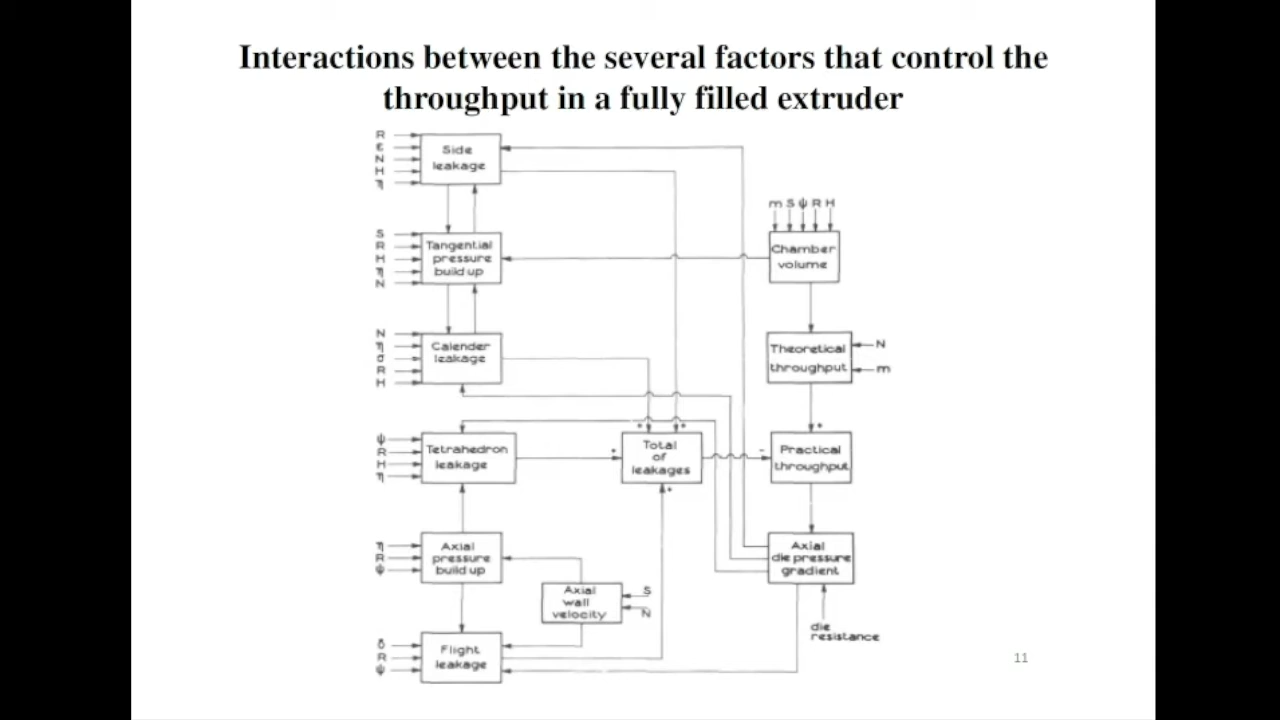 Interactions between the several factors that control the
throughput in a fully filled extruder
R
ε
N
H
η
Side
leakage
m S ψ R H
S
R
H
η
N
Tangential
pressure
build up
Chamber
volume
N
η
σ
R
H
Calender
leakage
Theoretical
throughput
N
m
ψ
R
H
η
Tetrahedron
leakage
+
+
+
Total
of
leakages
+
-
+
Practical
throughput
η
R
ψ
Axial
pressure
build up
Axial
wall
velocity
S
N
Axial
die pressure
gradient
die
resistance
δ
R
ψ
Flight
leakage
11